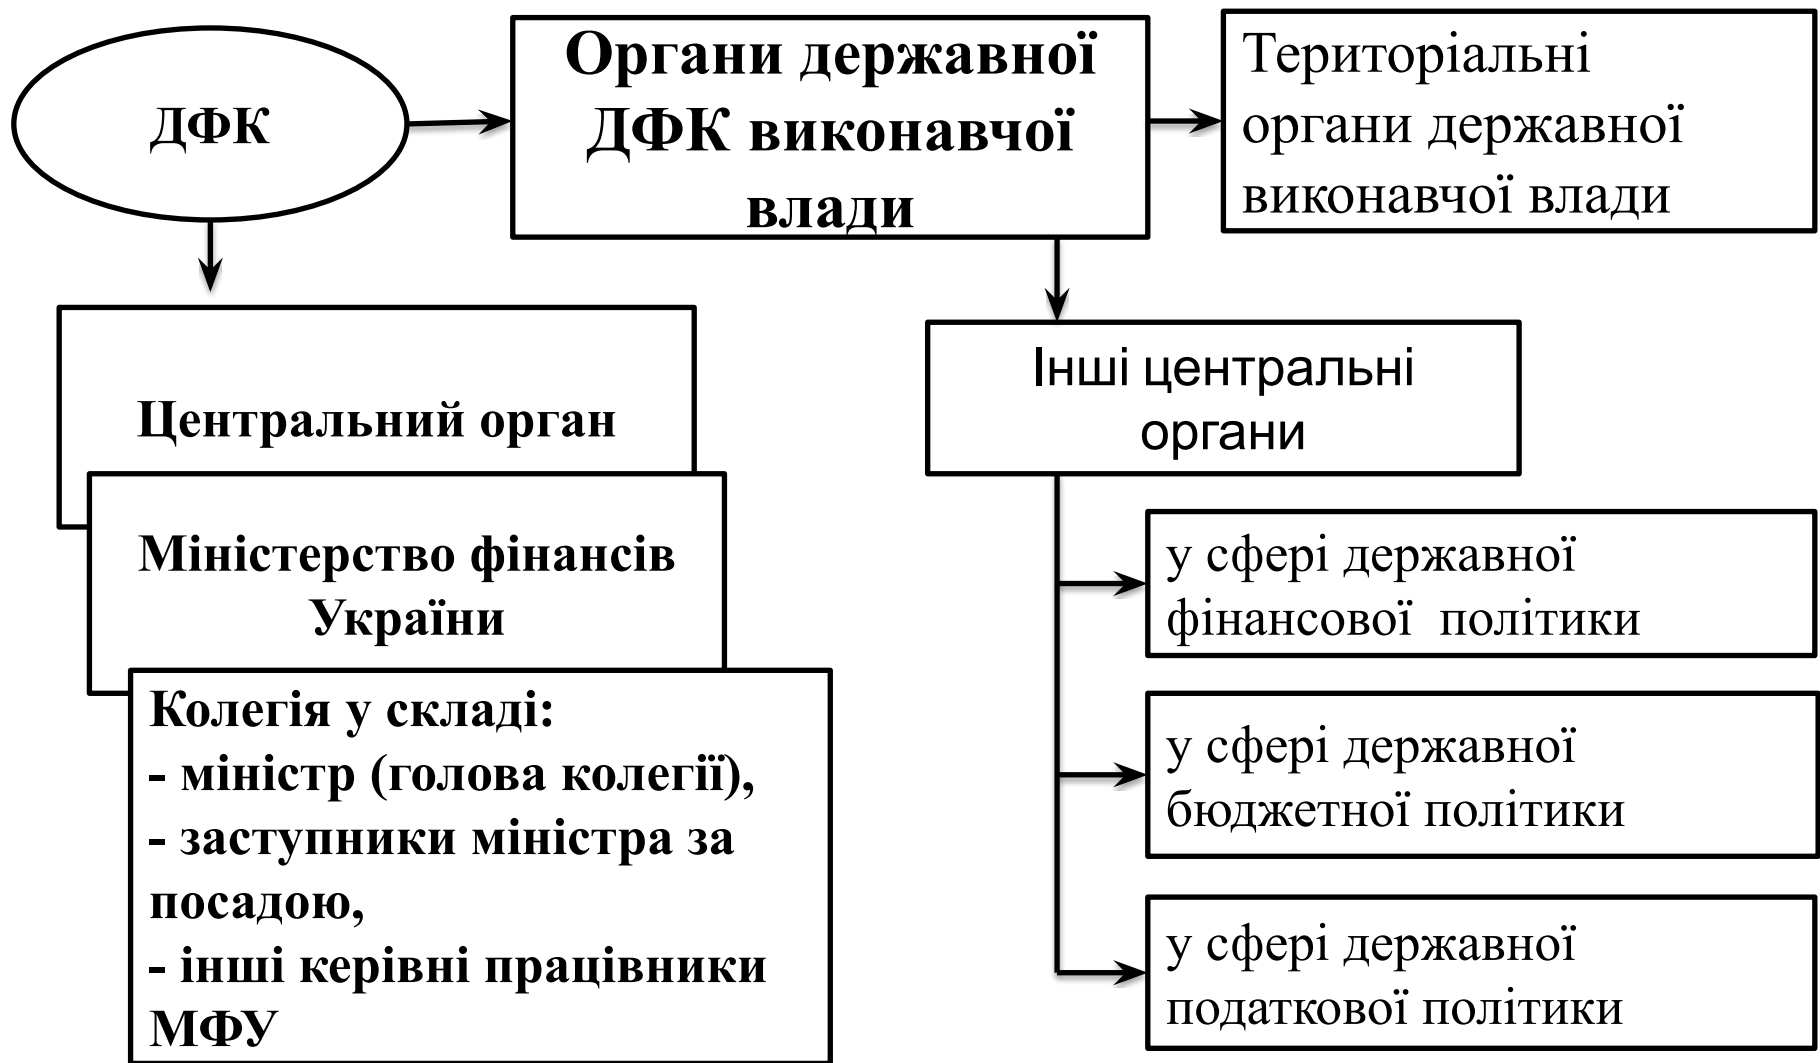 ДФК
Органи державної
ДФК виконавчої
влади
Територіальні
органи державної
виконавчої влади
Центральний орган
Міністерство фінансів
України
Колегія у складі:
- міністр (голова колегії),
- заступники міністра за
посадою,
- інші керівні працівники
МФУ
Інші центральні
органи
у сфері державної
фінансової політики
у сфері державної
бюджетної політики
у сфері державної
податкової політики